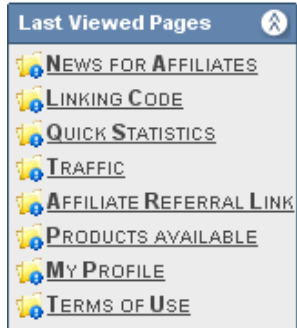 Last Viewed Pages
News for Affiliates
Linking Code
Quick Statistics
Traffic
Affiliate Referral Link
Products available
My Profile
Terms of Use